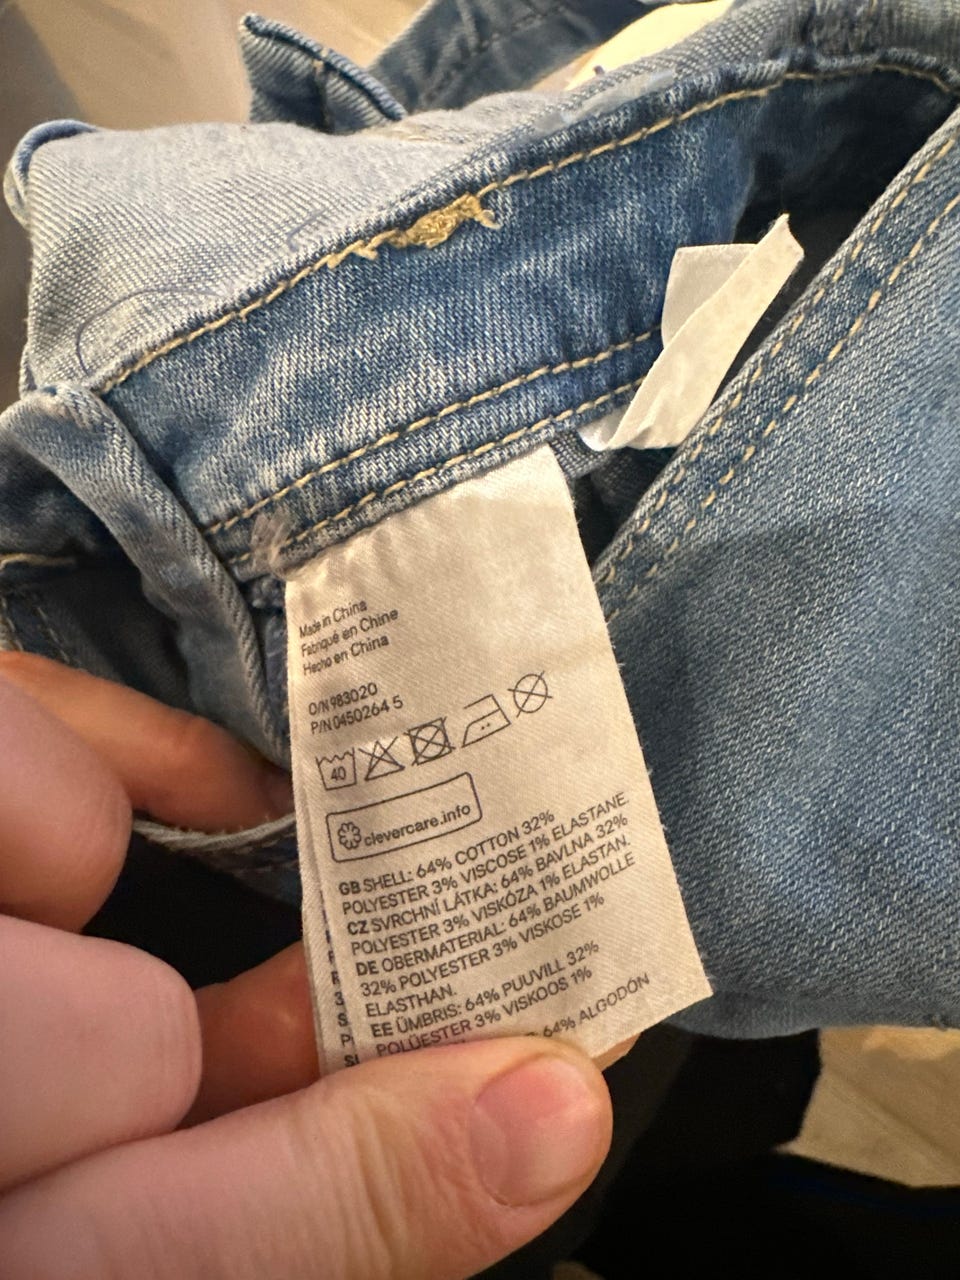 Made in China
Fabriqué en Chine
Hecho en China
O/N 983020
P/N 0450264 5
40
clevercare.info
GB SHELL: 64% COTTON 32%
POLYESTER 3% VISCOSE 1% ELASTANE.
CZ SVRCHNÍ LÁTKA: 64% BAVLNA 32%
POLYESTER 3% VISKÓZA 1% ELASTAN.
DE OBERMATERIAL: 64% BAUMWOLLE
32% POLYESTER 3% VISKOSE 1%
ELASTHAN.
EE ÜMBRIS: 64% PUUVILL 32%
POLÜESTER 3% VISKOOS 1%
64% ALGODÓN